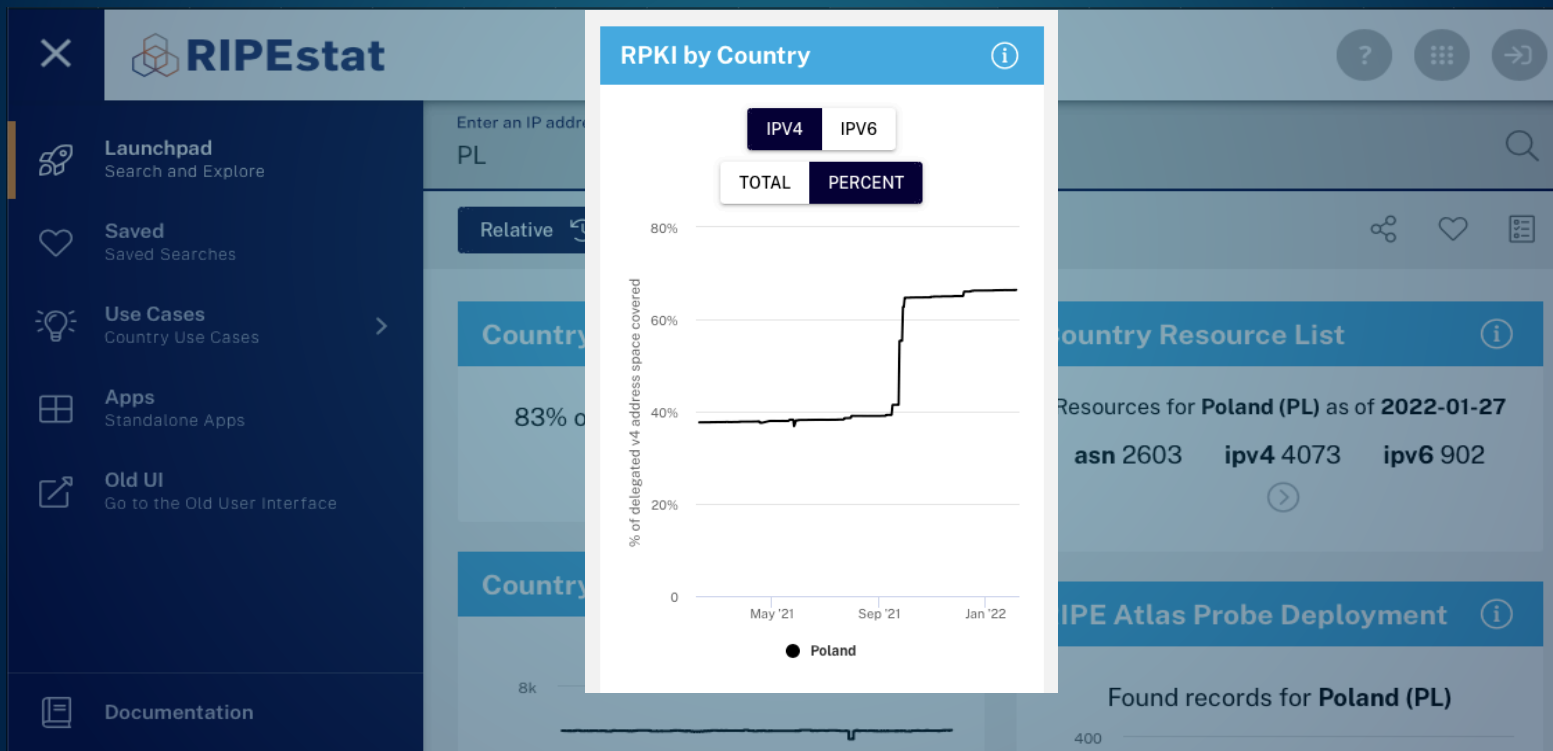 RIPEstat
?
Launchpad
Search and Explore
Saved
Saved Searches
Use Cases
Country Use Cases
Apps
Standalone Apps
Old UI
Go to the Old User Interface
Documentation
Enter an IP addre
PL
Relative
Country
83% o
Country
8k
RPKI by Country
IPV4 IPV6
TOTAL PERCENT
% of delegated v4 address space covered
80%
60%
40%
20%
0
May '21 Sep '21 Jan '22
Poland
ountry Resource List
Resources for Poland (PL) as of 2022-01-27
asn 2603 ipv4 4073 ipv6 902
IPE Atlas Probe Deployment
Found records for Poland (PL)
400